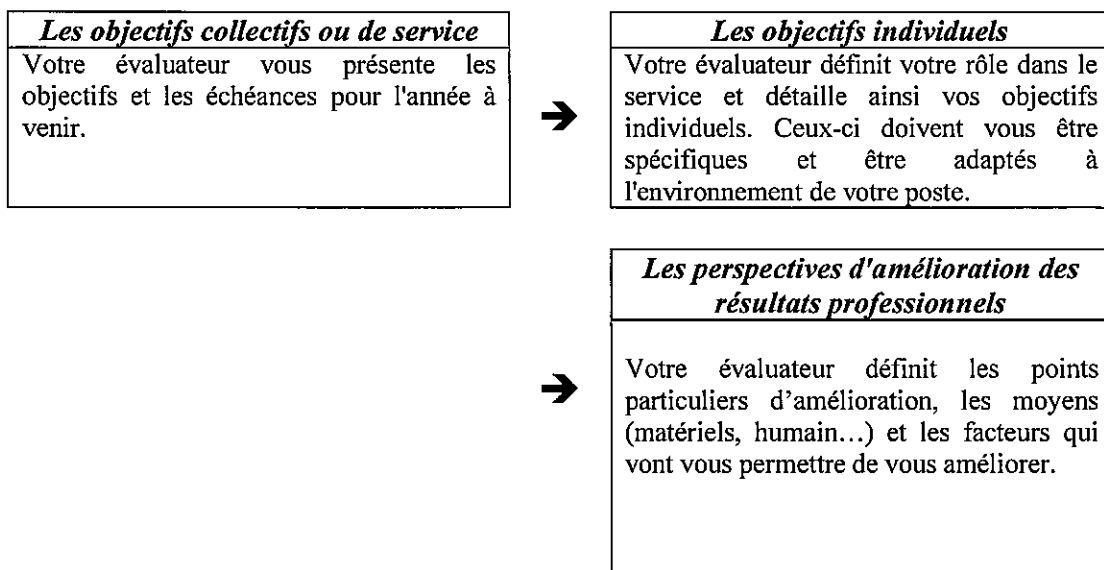 Les objectifs collectifs ou de service
Votre évaluateur vous présente les
objectifs et les échéances pour l'année à
venir.
➔
Les objectifs individuels
Votre évaluateur définit votre rôle dans le
service et détaille ainsi vos objectifs
individuels. Ceux-ci doivent vous être
spécifiques et être adaptés à
l'environnement de votre poste.
Les perspectives d'amélioration des
résultats professionnels
➔
Votre évaluateur définit les points
particuliers d’amélioration, les moyens
(matériels, humain…) et les facteurs qui
vont vous permettre de vous améliorer.